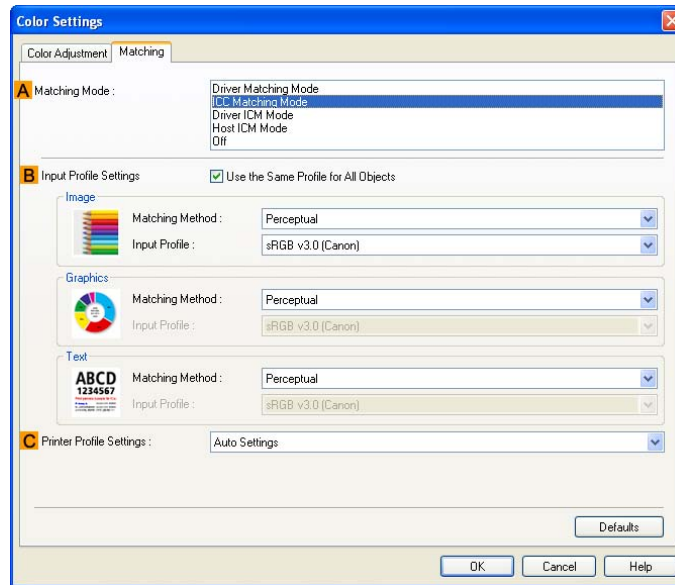 Color Settings
Color Adjustment Matching
A Matching Mode :
Driver Matching Mode
ICC Matching Mode
Driver ICM Mode
Host ICM Mode
Off
B Input Profile Settings Use the Same Profile for All Objects
Image
Matching Method : Perceptual
Input Profile : sRGB v3.0 (Canon)
Graphics
Matching Method : Perceptual
Input Profile : sRGB v3.0 (Canon)
Text
ABCD
1234567
Matching Method : Perceptual
Input Profile : sRGB v3.0 (Canon)
C Printer Profile Settings : Auto Settings
Defaults
OK Cancel Help